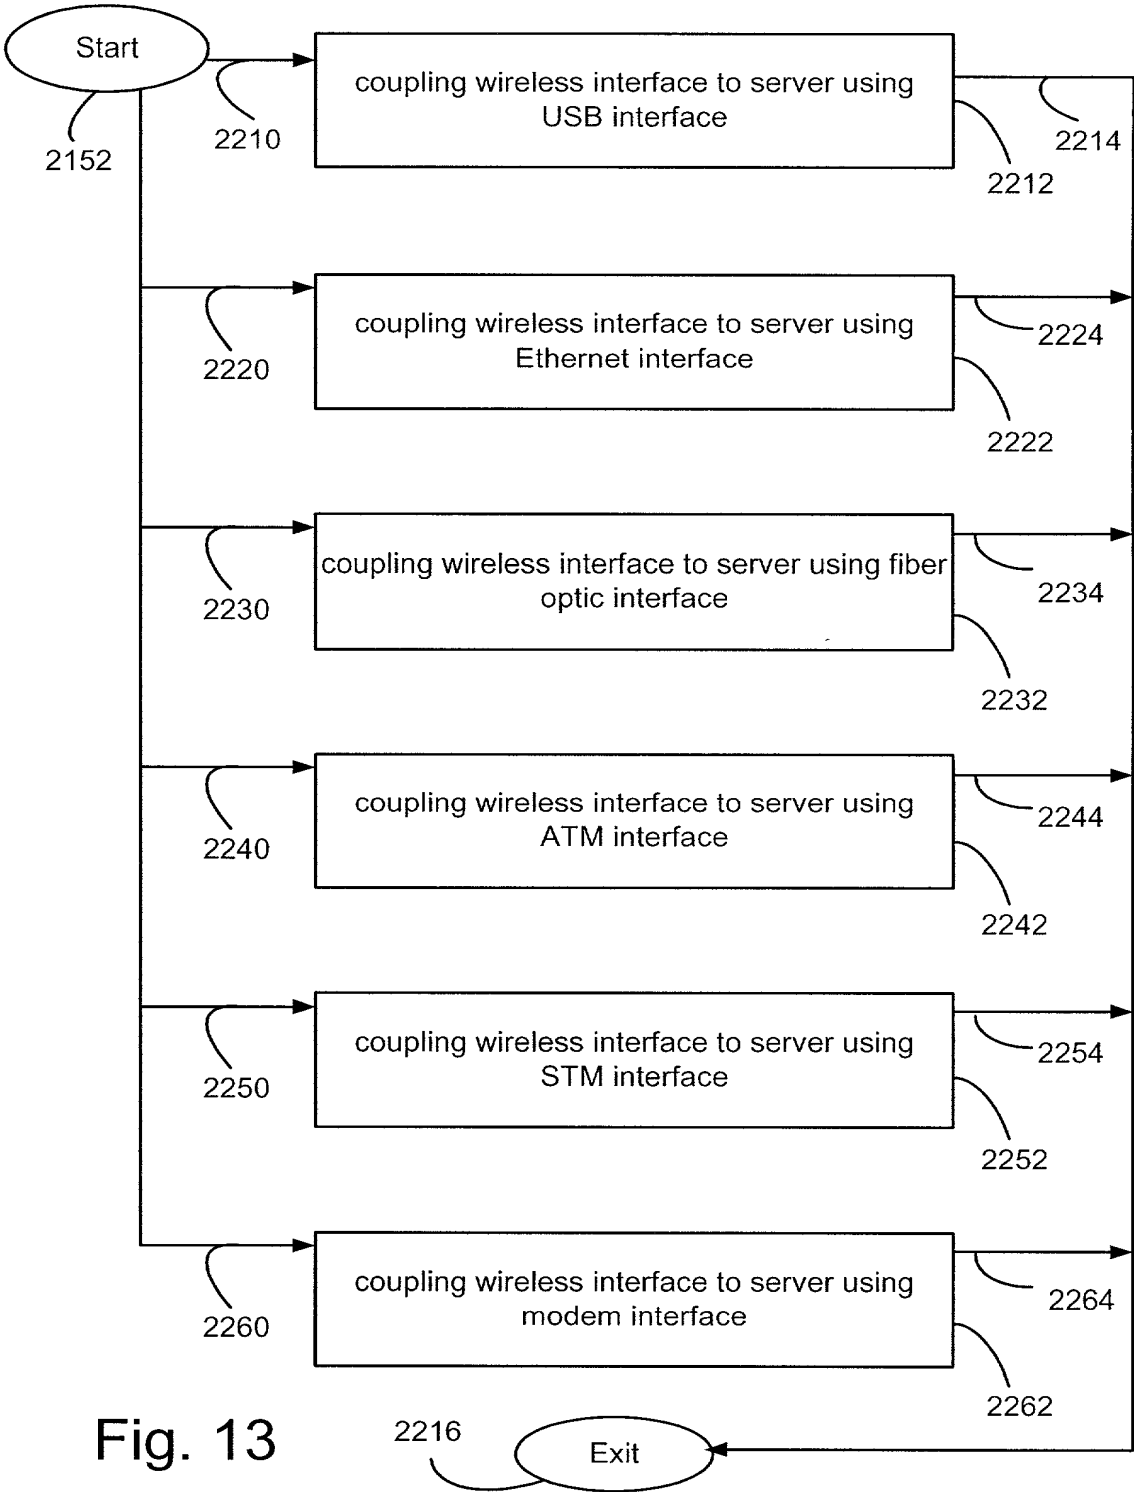 Start
2152
2210
coupling wireless interface to server using
USB interface
2214
2212
2220
coupling wireless interface to server using
Ethernet interface
2224
2222
2230
coupling wireless interface to server using fiber
optic interface
2234
2232
2240
coupling wireless interface to server using
ATM interface
2244
2242
2250
coupling wireless interface to server using
STM interface
2254
2252
2260
coupling wireless interface to server using
modem interface
2264
2262
Fig. 13
2216
Exit